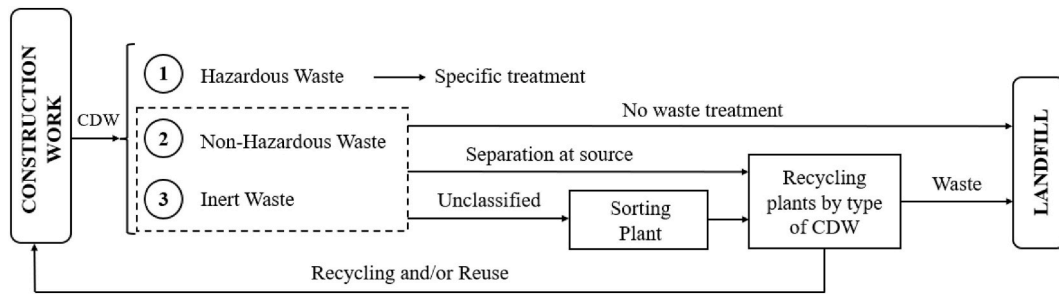 CONSTRUCTION
WORK
CDW
1 Hazardous Waste
Specific treatment
2 Non-Hazardous Waste
3 Inert Waste
No waste treatment
Separation at source
Unclassified
Sorting
Plant
Recycling
plants by type
of CDW
Waste
LANDFILL
Recycling and/or Reuse